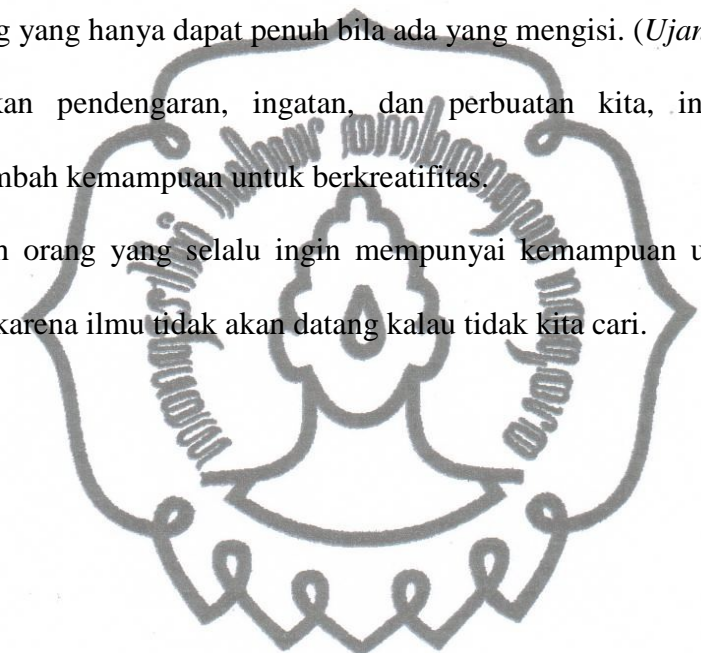 g yang hanya dapat penuh bila ada yang mengisi. (Ujan
kan pendengaran, ingatan, dan perbuatan kita, in
mbah kemampuan untuk berkreatifitas.
n orang yang selalu ingin mempunyai kemampuan u
karena ilmu tidak akan datang kalau tidak kita cari.